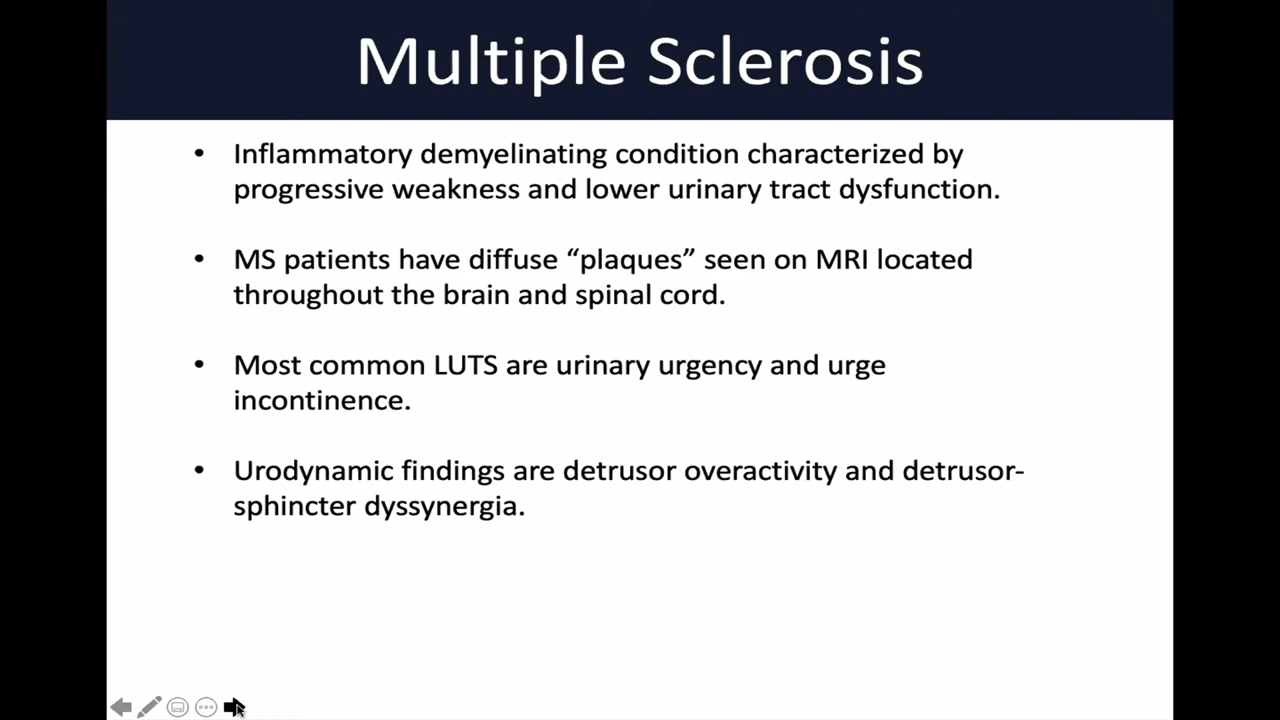 Multiple Sclerosis
• Inflammatory demyelinating condition characterized by
progressive weakness and lower urinary tract dysfunction.
• MS patients have diffuse “plaques” seen on MRI located
throughout the brain and spinal cord.
• Most common LUTS are urinary urgency and urge
incontinence.
• Urodynamic findings are detrusor overactivity and detrusor-
sphincter dyssynergia.